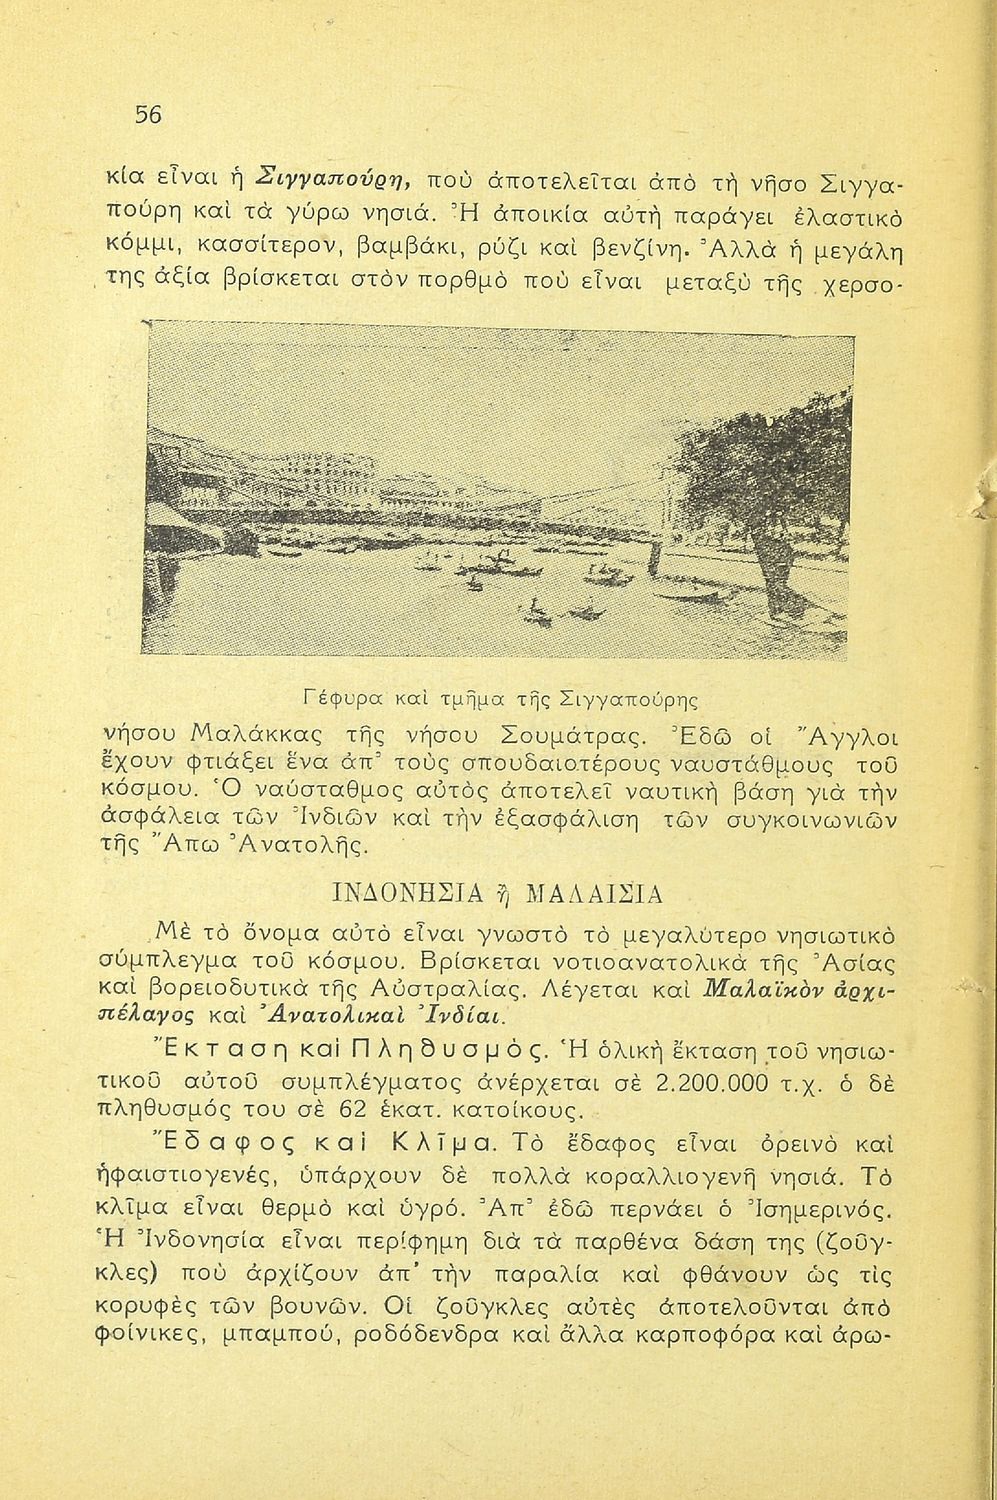 56
κία εἶναι ἡ Σιγγαπούρη, ποὺ ἀποτελεῖται ἀπὸ τὴ νῆσο Σιγγα-
πούρη καὶ τὰ γύρω νησιά. Ἡ ἀποικία αὐτὴ παράγει ἐλαστικὸ
κόμμι, κασσίτερον, βαμβάκι, ρύζι καὶ βενζίνη. Ἀλλὰ ἡ μεγάλη
της ἀξία βρίσκεται στὸν πορθμὸ ποὺ εἶναι μεταξὺ τῆς χερσο-
Γέφυρα καὶ τμῆμα τῆς Σιγγαπούρης
νήσου Μαλάκκας τῆς νήσου Σουμάτρας. Ἐδῶ οἱ Ἄγγλοι
ἔχουν φτιάξει ἕνα ἀπ᾿ τοὺς σπουδαιοτέρους ναυστάθμους τοῦ
κόσμου. Ὁ ναύσταθμος αὐτὸς ἀποτελεῖ ναυτικὴ βάση γιὰ τὴν
ἀσφάλεια τῶν Ἰνδιῶν καὶ τὴν ἐξασφάλιση τῶν συγκοινωνιῶν
τῆς Ἄπω Ἀνατολῆς.
ΙΝΔΟΝΗΣΙΑ ἢ ΜΑΛΑΙΣΙΑ
Μὲ τὸ ὄνομα αὐτὸ εἶναι γνωστὸ τὸ μεγαλύτερο νησιωτικὸ
σύμπλεγμα τοῦ κόσμου. Βρίσκεται νοτιοανατολικὰ τῆς Ἀσίας
καὶ βορειοδυτικὰ τῆς Αὐστραλίας. Λέγεται καὶ Μαλαϊκὸν ἀρχι-
πέλαγος καὶ Ἀνατολικαὶ Ἰνδίαι.
Ἔκταση καὶ Πληθυσμός. Ἡ ὁλικὴ ἔκταση τοῦ νησιω-
τικοῦ αὐτοῦ συμπλέγματος ἀνέρχεται σὲ 2.200.000 τ.χ. ὁ δὲ
πληθυσμός του σὲ 62 ἑκατ. κατοίκους.
Ἔδαφος καὶ Κλῖμα. Τὸ ἔδαφος εἶναι ὀρεινὸ καὶ
ἡφαιστιογενές, ὑπάρχουν δὲ πολλὰ κοραλλιογενῆ νησιά. Τὸ
κλῖμα εἶναι θερμὸ καὶ ὑγρό. Ἀπ᾿ ἐδῶ περνάει ὁ Ἰσημερινός.
Ἡ Ἰνδονησία εἶναι περίφημη διὰ τὰ παρθένα δάση της (ζοῦγ-
κλες) ποὺ ἀρχίζουν ἀπ᾿ τὴν παραλία καὶ φθάνουν ὡς τὶς
κορυφὲς τῶν βουνῶν. Οἱ ζοῦγκλες αὐτὲς ἀποτελοῦνται ἀπὸ
φοίνικες, μπαμπού, ροδόδενδρα καὶ ἄλλα καρποφόρα καὶ ἀρω-